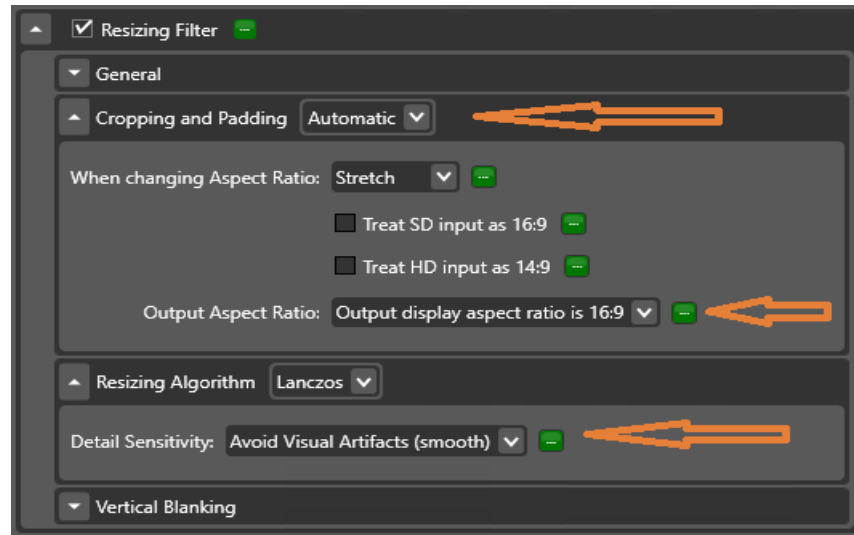 Resizing Filter
General
Cropping and Padding Automatic
When changing Aspect Ratio: Stretch
Treat SD input as 16:9
Treat HD input as 14:9
Output Aspect Ratio: Output display aspect ratio is 16:9
Resizing Algorithm Lanczos
Detail Sensitivity: Avoid Visual Artifacts (smooth)
Vertical Blanking